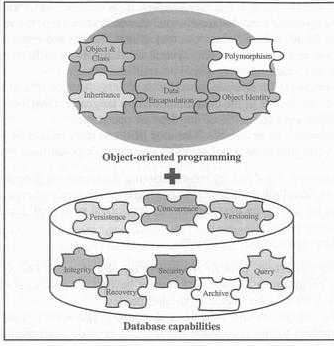 Object &
Class
Polymorphism
Inheritance
Data
Encapsulation
Object Identity
Object-oriented programming
Persistence
Concurrence
Versioning
Integrity
Recovery
Security
Archive
Query
Database capabilities